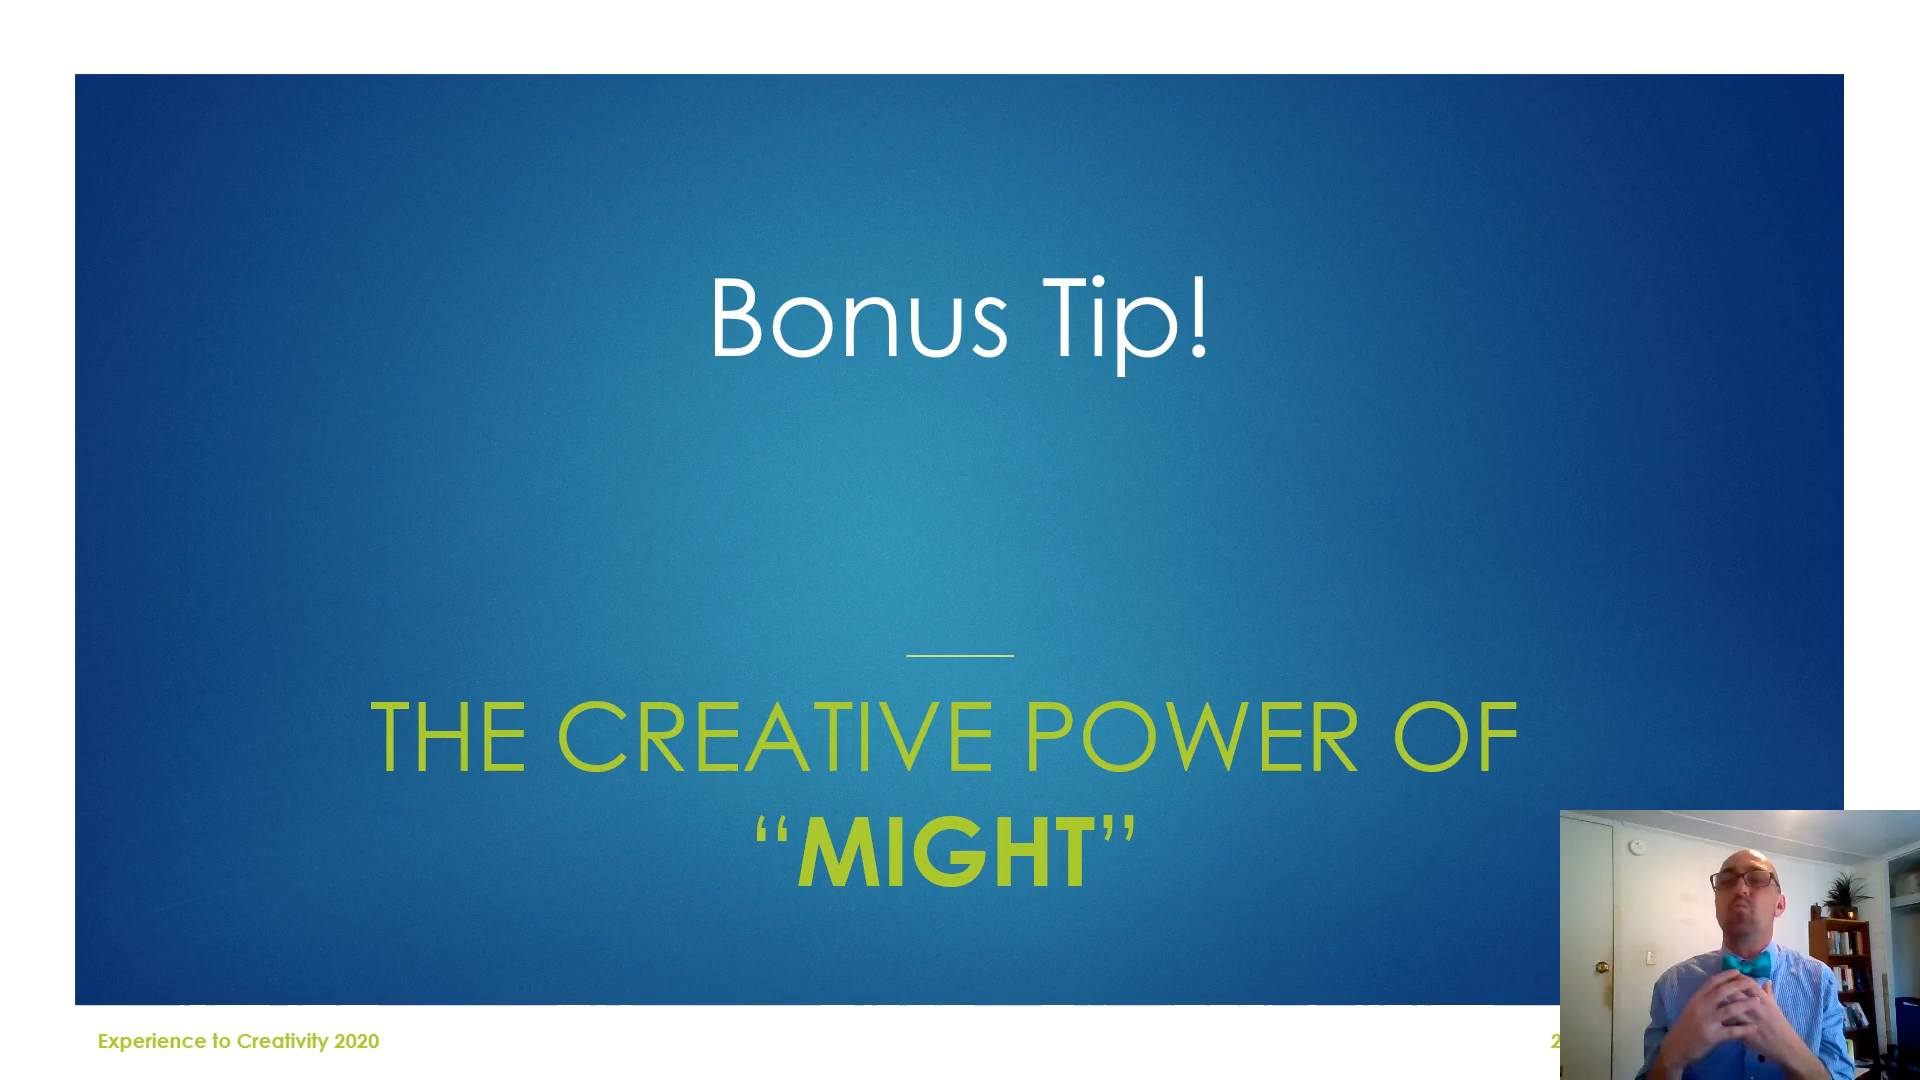 Bonus Tip!
THE CREATIVE POWER OF
“MIGHT”
Experience to Creativity 2020